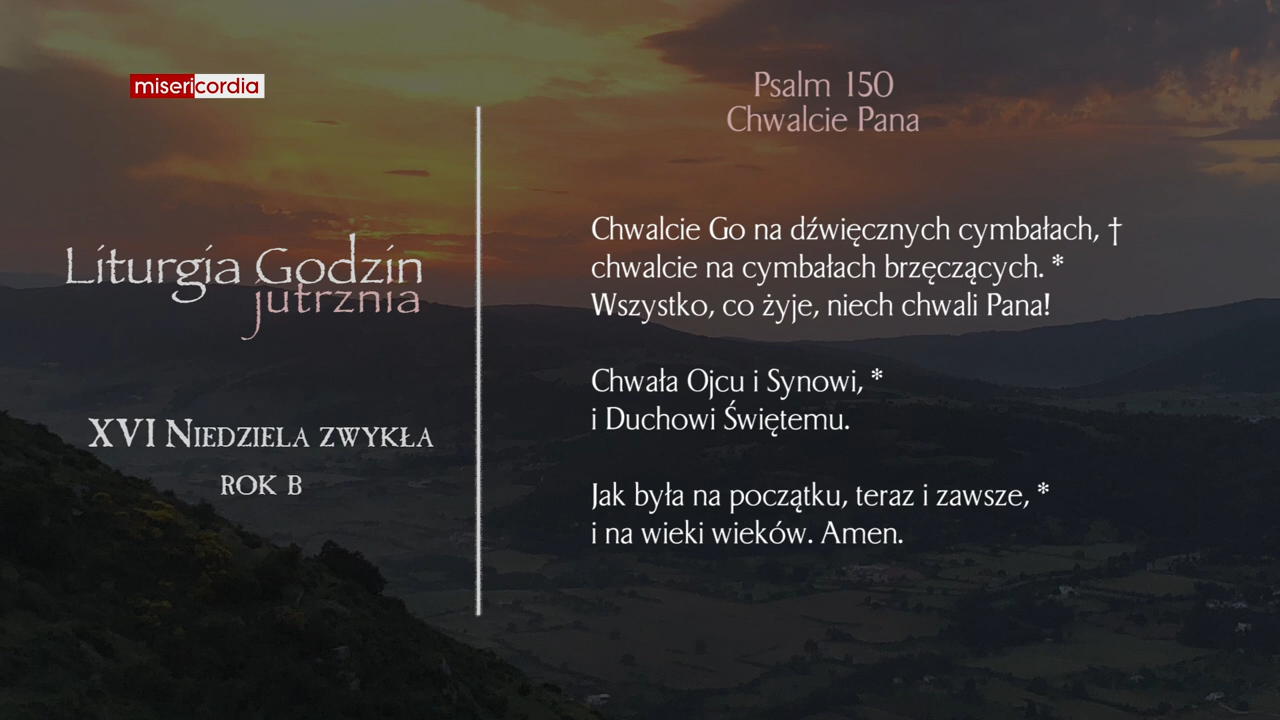 misericordia
Liturgia Godzin
jutrznia
XVI Niedziela zwykła
rok B
Psalm 150
Chwalcie Pana
Chwalcie Go na dźwięcznych cymbałach, †
chwalcie na cymbałach brzęczących. *
Wszystko, co żyje, niech chwali Pana!
Chwała Ojcu i Synowi, *
i Duchowi Świętemu.
Jak była na początku, teraz i zawsze, *
i na wieki wieków. Amen.